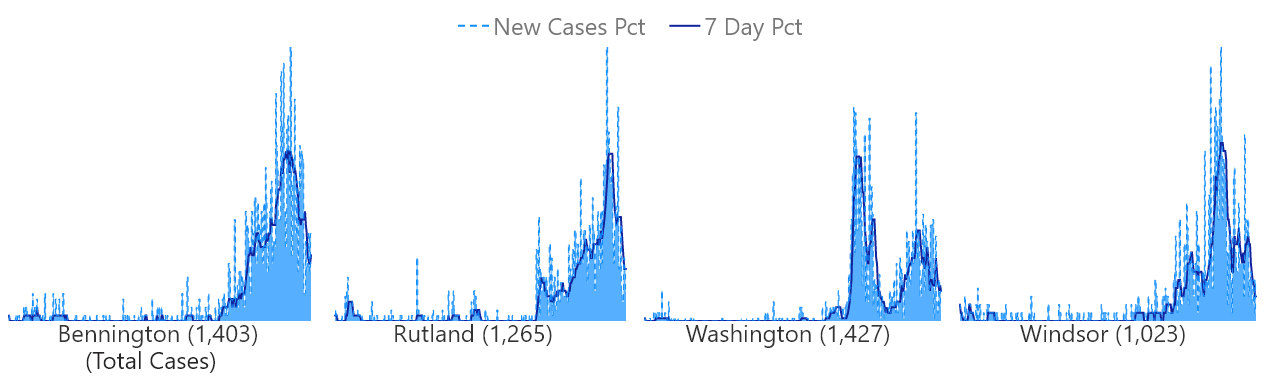 New Cases Pct 7 Day Pct
Bennington (1,403) Rutland (1,265) Washington (1,427) Windsor (1,023)
(Total Cases)